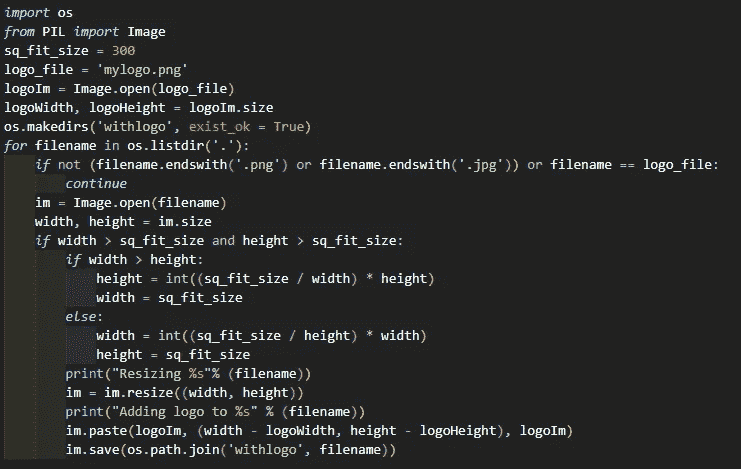 import os
from PIL import Image
sq_fit_size = 300
logo_file = 'mylogo.png'
logoIm = Image.open(logo_file)
logoWidth, logoHeight = logoIm.size
os.makedirs('withlogo', exist_ok = True)
for filename in os.listdir('.'):
    if not (filename.endswith('.png') or filename.endswith('.jpg')) or filename == logo_file:
        continue
    im = Image.open(filename)
    width, height = im.size
    if width > sq_fit_size and height > sq_fit_size:
        if width > height:
            height = int((sq_fit_size / width) * height)
            width = sq_fit_size
        else:
            width = int((sq_fit_size / height) * width)
            height = sq_fit_size
        print("Resizing %s"% (filename))
        im = im.resize((width, height))
        print("Adding logo to %s" % (filename))
        im.paste(logoIm, (width - logoWidth, height - logoHeight), logoIm)
        im.save(os.path.join('withlogo', filename))